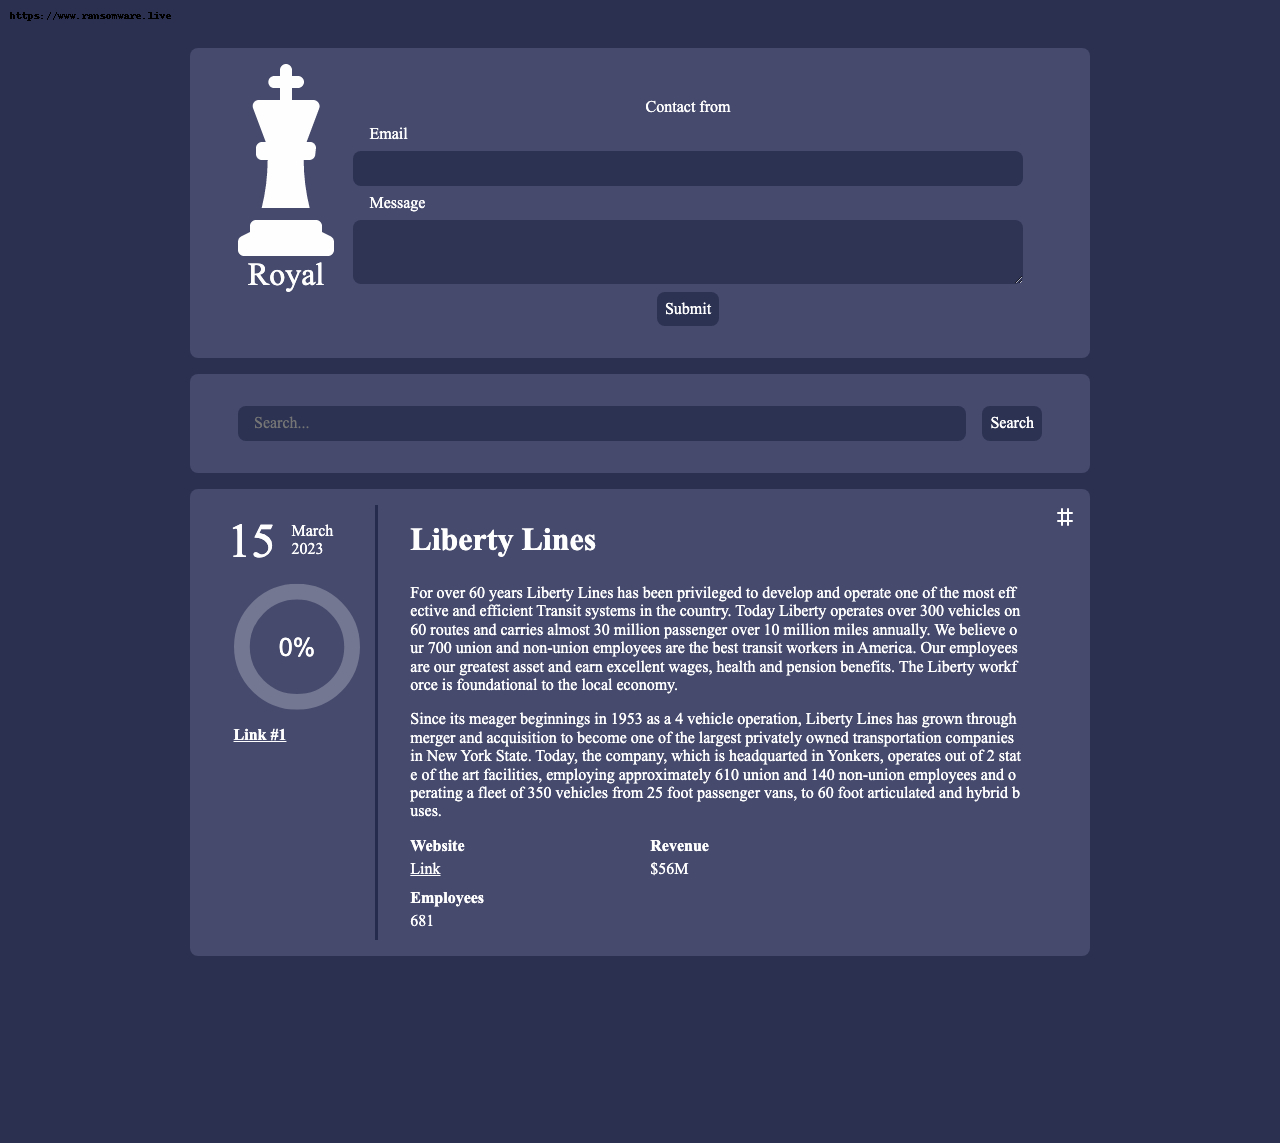 https://www.ransomware.live
Royal
Contact from
Email
Message
Submit
Search...
Search
15
March
2023
0%
Link #1
#
Liberty Lines
For over 60 years Liberty Lines has been privileged to develop and operate one of the most eff
ective and efficient Transit systems in the country. Today Liberty operates over 300 vehicles on
60 routes and carries almost 30 million passenger over 10 million miles annually. We believe o
ur 700 union and non-union employees are the best transit workers in America. Our employees
are our greatest asset and earn excellent wages, health and pension benefits. The Liberty workf
orce is foundational to the local economy.
Since its meager beginnings in 1953 as a 4 vehicle operation, Liberty Lines has grown through
merger and acquisition to become one of the largest privately owned transportation companies
in New York State. Today, the company, which is headquarted in Yonkers, operates out of 2 stat
e of the art facilities, employing approximately 610 union and 140 non-union employees and o
perating a fleet of 350 vehicles from 25 foot passenger vans, to 60 foot articulated and hybrid b
uses.
Website
Link
Revenue
$56M
Employees
681